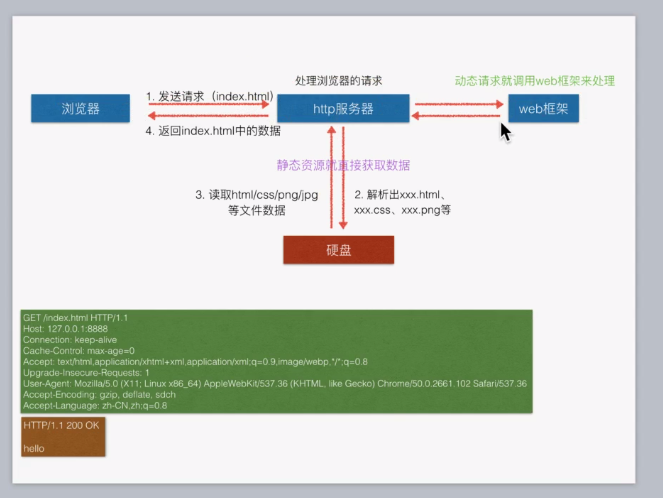 处理浏览器的请求
动态请求就调用web框架来处理
浏览器
1. 发送请求（index.html）
http服务器
web框架
4. 返回index.html中的数据
静态资源就直接获取数据
3. 读取html/css/png/jpg
等文件数据
2. 解析出xxx.html、
xxx.css、xxx.png等
硬盘
GET /index.html HTTP/1.1
Host: 127.0.0.1:8888
Connection: keep-alive
Cache-Control: max-age=0
Accept: text/html,application/xhtml+xml,application/xml;q=0.9,image/webp,*/*;q=0.8
Upgrade-Insecure-Requests: 1
User-Agent: Mozilla/5.0 (X11; Linux x86_64) AppleWebKit/537.36 (KHTML, like Gecko) Chrome/50.0.2661.102 Safari/537.36
Accept-Encoding: gzip, deflate, sdch
Accept-Language: zh-CN,zh;q=0.8
HTTP/1.1 200 OK
hello